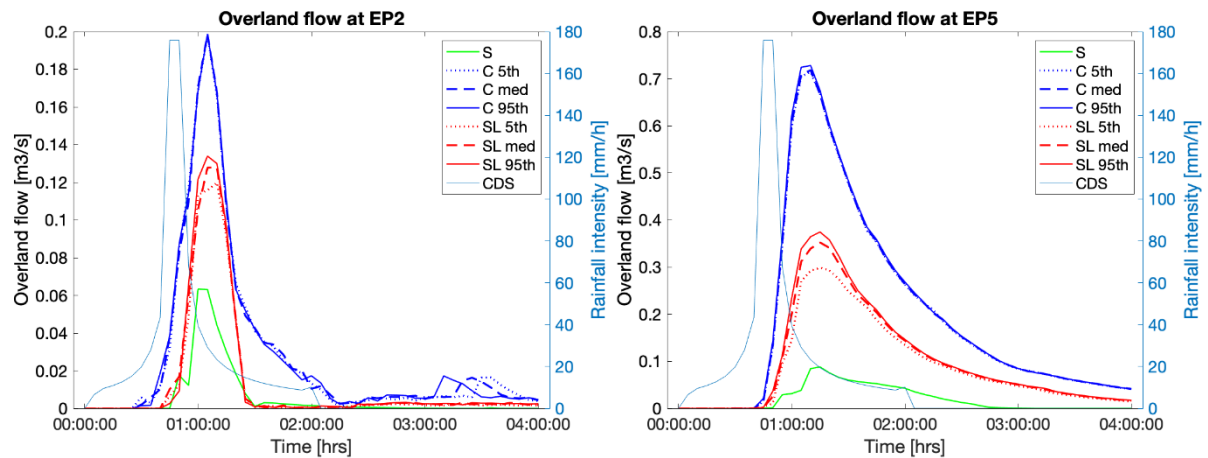 Overland flow at EP2
Overland flow [m3/s]
0.2
0.18
0.16
0.14
0.12
0.1
0.08
0.06
0.04
0.02
0
180
160
140
120
100
80
60
40
20
0
Rainfall intensity [mm/h]
S
C 5th
C med
C 95th
SL 5th
SL med
SL 95th
CDS
00:00:00 01:00:00 02:00:00 03:00:00 04:00:00
Time [hrs]
Overland flow at EP5
Overland flow [m3/s]
0.8
0.7
0.6
0.5
0.4
0.3
0.2
0.1
0
180
160
140
120
100
80
60
40
20
0
Rainfall intensity [mm/h]
S
C 5th
C med
C 95th
SL 5th
SL med
SL 95th
CDS
00:00:00 01:00:00 02:00:00 03:00:00 04:00:00
Time [hrs]